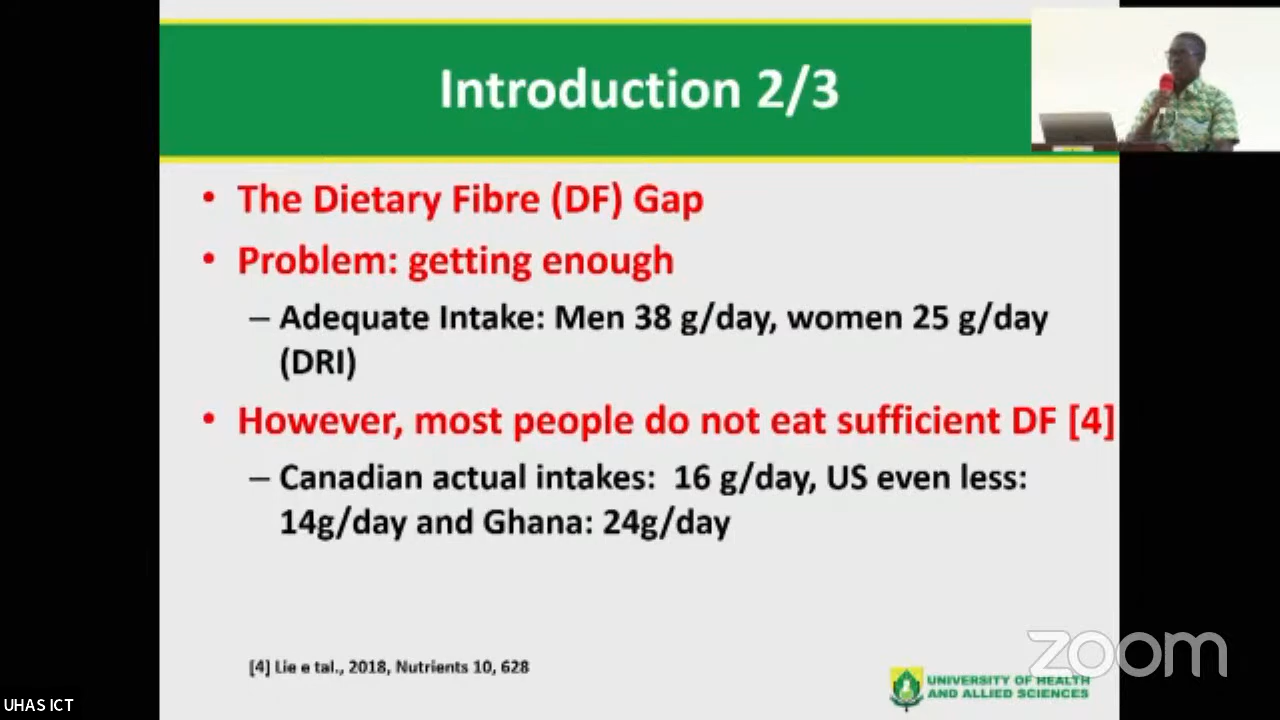 Introduction 2/3
• The Dietary Fibre (DF) Gap
• Problem: getting enough
– Adequate Intake: Men 38 g/day, women 25 g/day
(DRI)
• However, most people do not eat sufficient DF [4]
– Canadian actual intakes: 16 g/day, US even less:
14g/day and Ghana: 24g/day
[4] Lie e tal., 2018, Nutrients 10, 628
zoom
UNIVERSITY OF HEALTH
AND ALLIED SCIENCES
UHAS ICT